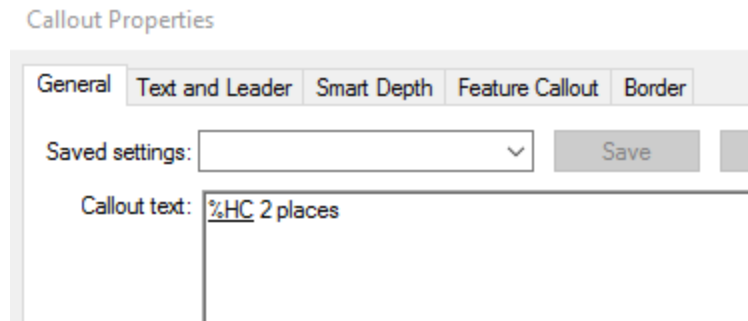 Callout Properties
General Text and Leader Smart Depth Feature Callout Border
Saved settings: Save
Callout text: %HC 2 places